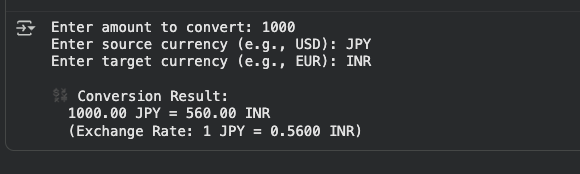 Enter amount to convert: 1000
Enter source currency (e.g., USD): JPY
Enter target currency (e.g., EUR): INR
Conversion Result:
1000.00 JPY = 560.00 INR
(Exchange Rate: 1 JPY = 0.5600 INR)